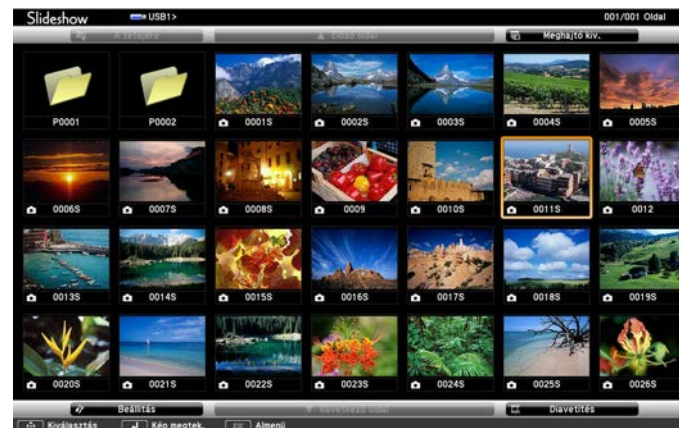 Slideshow USB1> 001/001 Oldal
A tetejére Előző oldal Meghajtó kiv.
P0001 P0002 0001S 0002S 0003S 0004S 0005S
0006S 0007S 0008S 0009 0010S 0011S 0012
0013S 0014S 0015S 0016S 0017S 0018S 0019S
0020S 0021S 0022S 0023S 0024S 0025S 0026S
Beállítás Következő oldal Diavetítés
Kiválasztás Kép megtek. Almenü